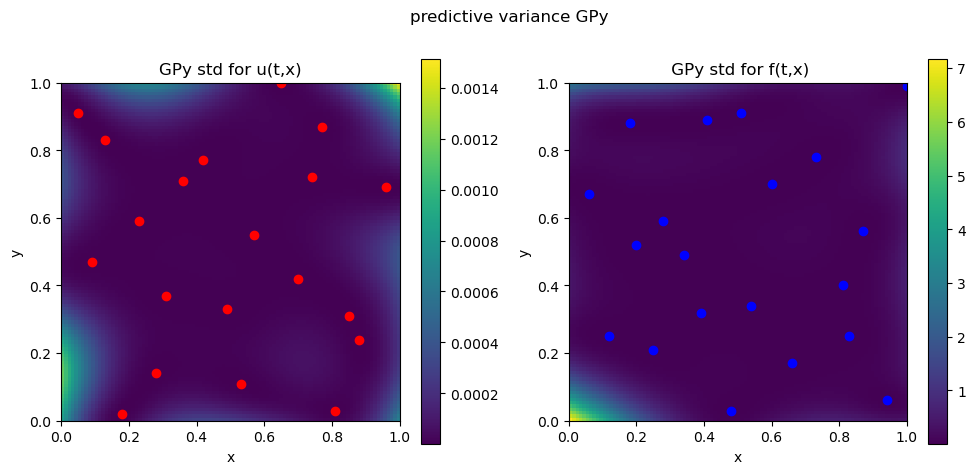 predictive variance GPy
GPy std for u(t,x)
1.0
0.8
0.6
0.4
0.2
0.0
y
0.0 0.2 0.4 0.6 0.8 1.0
x
0.0014
0.0012
0.0010
0.0008
0.0006
0.0004
0.0002
GPy std for f(t,x)
1.0
0.8
0.6
0.4
0.2
0.0
y
0.0 0.2 0.4 0.6 0.8 1.0
x
7
6
5
4
3
2
1